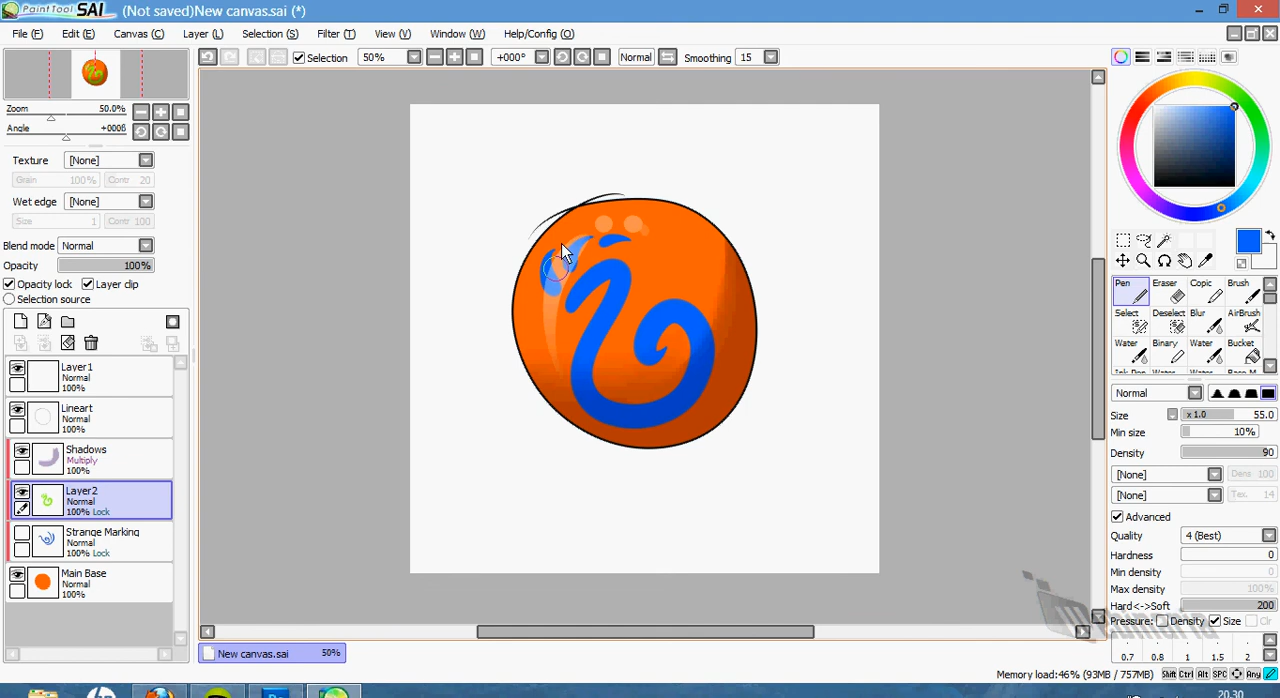 PaintTool SAI (Not saved)New canvas.sai (*)
File (F) Edit (E) Canvas (C) Layer (L) Selection (S) Filter (T) View (V) Window (W) Help/Config (O)
Selection 50% +000° Normal Smoothing 15
Zoom 50.0%
Angle +000ß
Texture [None]
Grain 100% Contr 20
Wet edge [None]
Size 1 Contr 100
Blend mode Normal
Opacity 100%
Opacity lock Layer clip
Selection source
Layer1
Normal
100%
Lineart
Normal
100%
Shadows
Multiply
100%
Layer2
Normal
100% Lock
Strange Marking
Normal
100% Lock
Main Base
Normal
100%
Pen Eraser Copic Brush
Select Deselect Blur AirBrush
Water Binary Water Bucket
Normal
Size x 1.0 55.0
Min size 10%
Density 90
[None] Dens 100
[None] Tex. 14
Advanced
Quality 4 (Best)
Hardness 0
Min density 0
Max density 100%
Hard<->Soft 200
Pressure: Density Size Clr
0.7 0.8 1 1.5 2
New canvas.sai 50%
Memory load:46% (93MB / 757MB) Shift Ctrl Alt SPC Any
20.30